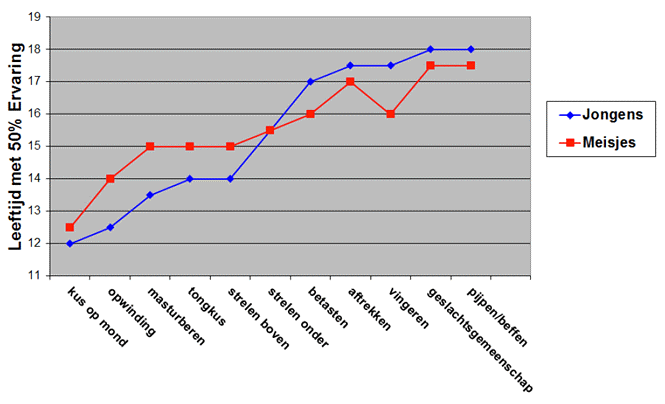 Leeftijd met 50% Ervaring
19
18
17
16
15
14
13
12
11
kus op mond
opwinding
masturberen
tongkus
strelen boven
strelen onder
betasten
aftrekken
vingeren
geslachtsgemeenschap
pijpen/beffen
Jongens
Meisjes